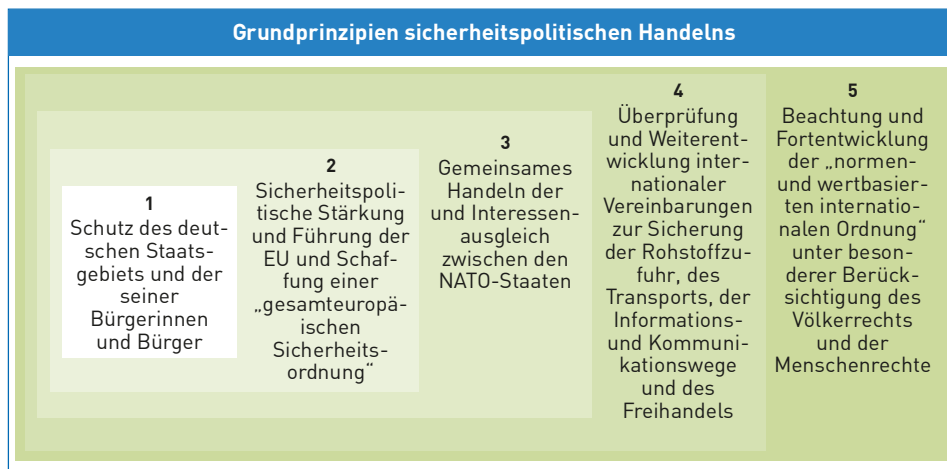 Grundprinzipien sicherheitspolitischen Handelns
1
Schutz des deut-
schen Staats-
gebiets und der
seiner
Bürgerinnen
und Bürger
2
Sicherheitspoli-
tische Stärkung
und Führung der
EU und Schaf-
fung einer
„gesamteuropä-
ischen
Sicherheits-
ordnung“
3
Gemeinsames
Handeln der
und Interessen-
ausgleich
zwischen den
NATO-Staaten
4
Überprüfung
und Weiterent-
wicklung inter-
nationaler
Vereinbarungen
zur Sicherung
der Rohstoffzu-
fuhr, des
Transports, der
Informations-
und Kommuni-
kationswege
und des
Freihandels
5
Beachtung und
Fortentwicklung
der „normen-
und wertbasier-
ten internatio-
nalen Ordnung“
unter beson-
derer Berück-
sichtigung des
Völkerrechts
und der
Menschenrechte